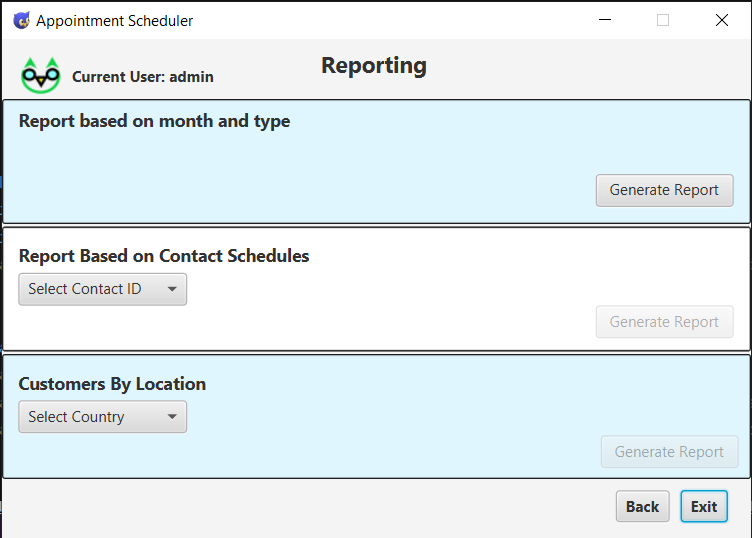 Appointment Scheduler
Reporting
Current User: admin
Report based on month and type
Generate Report
Report Based on Contact Schedules
Select Contact ID
Generate Report
Customers By Location
Select Country
Generate Report
Back Exit